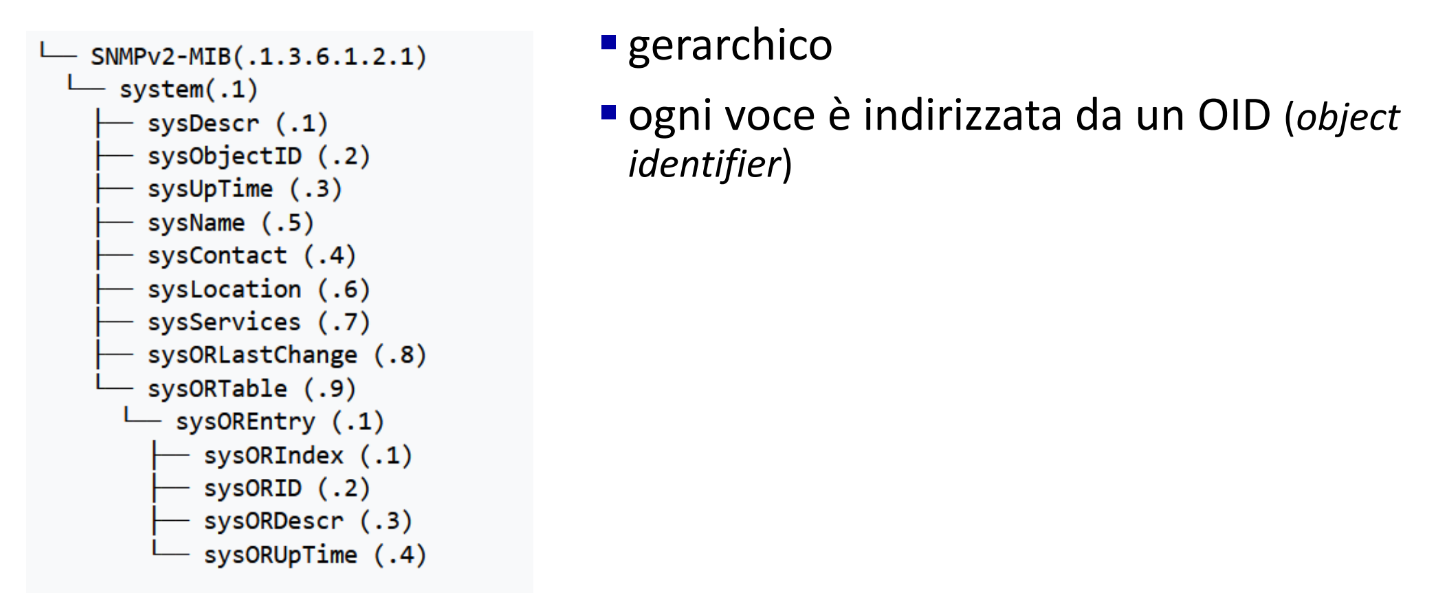 └── SNMPv2-MIB(.1.3.6.1.2.1)
  └── system(.1)
    ├── sysDescr (.1)
    ├── sysObjectID (.2)
    ├── sysUpTime (.3)
    ├── sysName (.5)
    ├── sysContact (.4)
    ├── sysLocation (.6)
    ├── sysServices (.7)
    ├── sysORLastChange (.8)
    └── sysORTable (.9)
      └── sysOREntry (.1)
        ├── sysORIndex (.1)
        ├── sysORID (.2)
        ├── sysORDescr (.3)
        └── sysORUpTime (.4)
▪ gerarchico
▪ ogni voce è indirizzata da un OID (object
identifier)